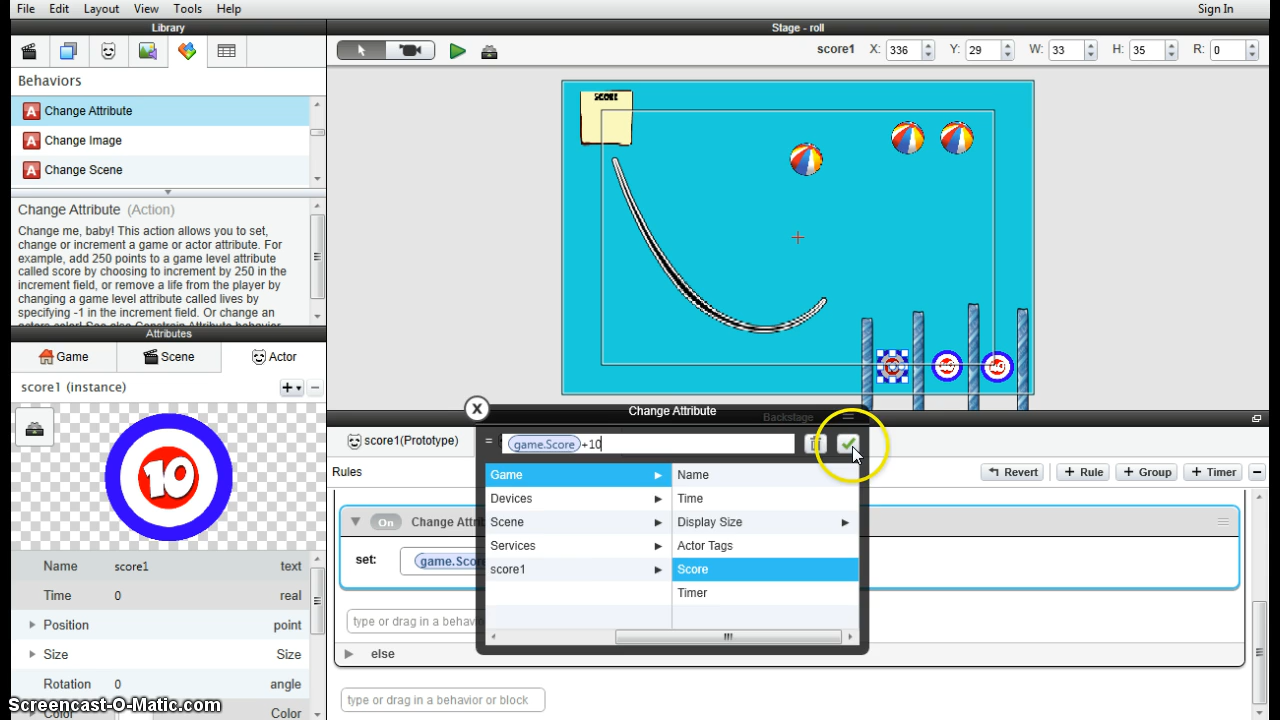 File Edit Layout View Tools Help Sign In
Library
Stage - roll
score1 X: 336 Y: 29 W: 33 H: 35 R: 0
Behaviors
Change Attribute
Change Image
Change Scene
SCORE
Change Attribute (Action)
Change me, baby! This action allows you to set,
change or increment a game or actor attribute. For
example, add 250 points to a game level attribute
called score by choosing to increment by 250 in the
increment field, or remove a life from the player by
changing a game level attribute called lives by
specifying -1 in the increment field. Or change an
Attributes
Game Scene Actor
score1 (instance)
10
Name score1 text
Time 0 real
Position point
Size Size
Rotation 0 angle
Color Color
10 10 10
Backstage
score1(Prototype)
Rules
Revert + Rule + Group + Timer
On Change Attri
set: game.Sco
type or drag in a behavio
else
type or drag in a behavior or block
Change Attribute
X
= game.Score +10
Game
Devices
Scene
Services
score1
Name
Time
Display Size
Actor Tags
Score
Timer
Screencast-O-Matic.com